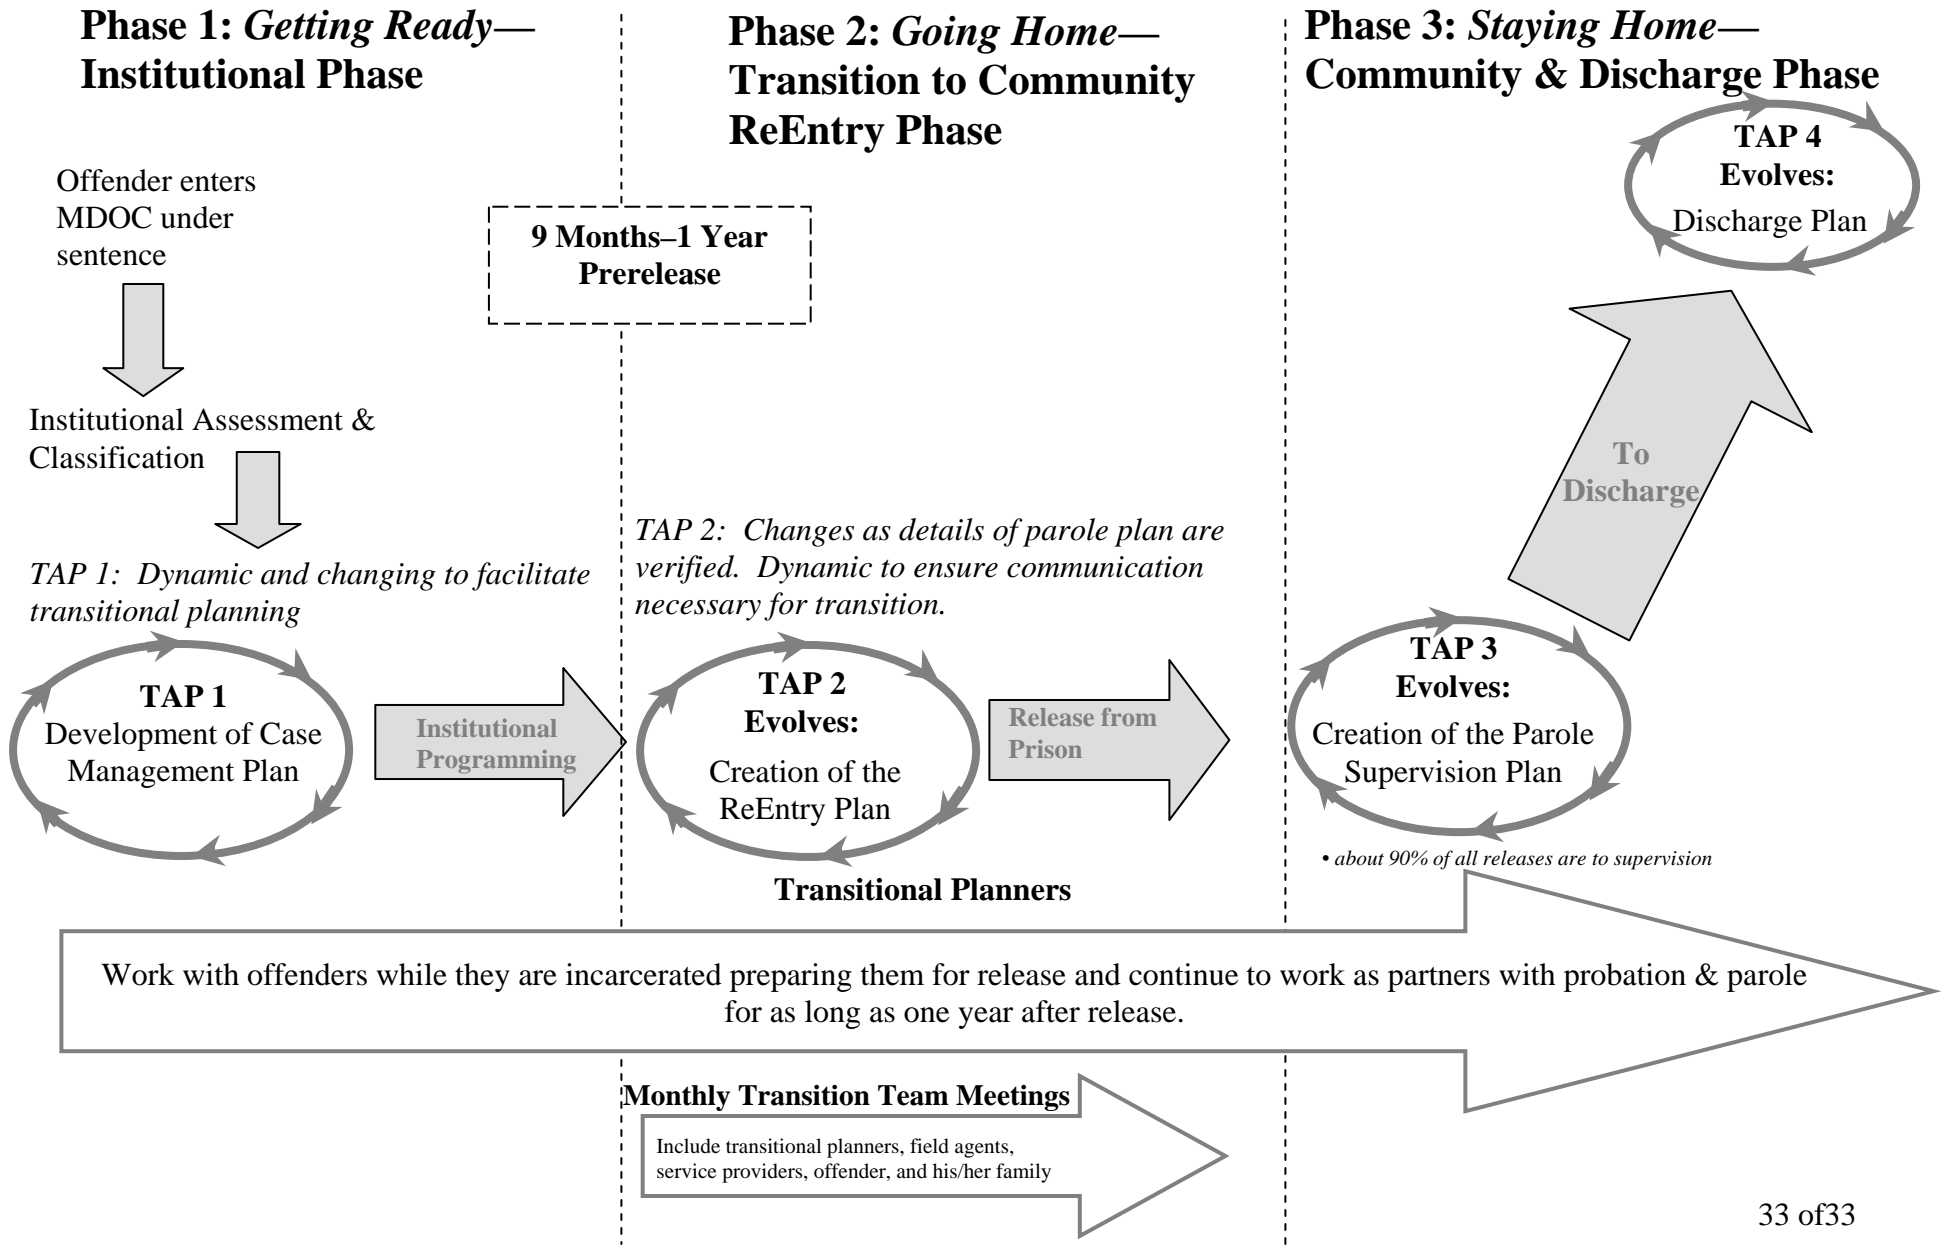 Phase 1: Getting Ready—
Institutional Phase
Phase 2: Going Home—
Transition to Community
ReEntry Phase
Phase 3: Staying Home—
Community & Discharge Phase
Offender enters
MDOC under
sentence
9 Months–1 Year
Prerelease
Institutional Assessment &
Classification
TAP 1:  Dynamic and changing to facilitate
transitional planning
TAP 1
Development of Case
Management Plan
Institutional
Programming
TAP 2:  Changes as details of parole plan are
verified.  Dynamic to ensure communication
necessary for transition.
TAP 2
Evolves:
Creation of the
ReEntry Plan
Release from
Prison
TAP 3
Evolves:
Creation of the Parole
Supervision Plan
• about 90% of all releases are to supervision
To
Discharge
TAP 4
Evolves:
Discharge Plan
Transitional Planners
Work with offenders while they are incarcerated preparing them for release and continue to work as partners with probation & parole
for as long as one year after release.
Monthly Transition Team Meetings
Include transitional planners, field agents,
service providers, offender, and his/her family
33 of33